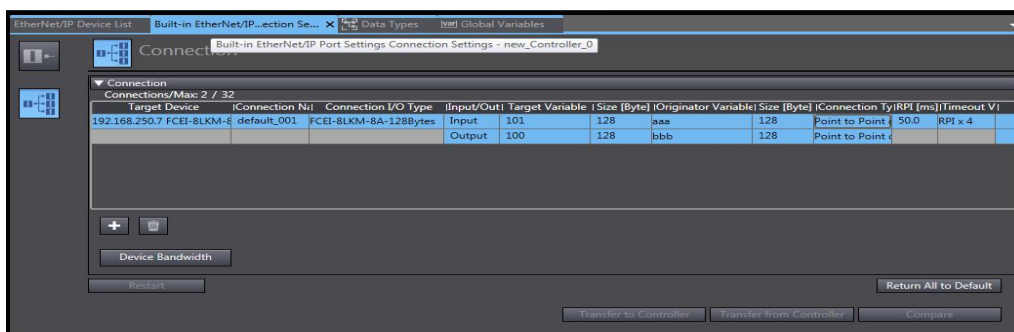 EtherNet/IP Device List Built-in EtherNet/IP...ection Se... X Data Types Global Variables
Built-in EtherNet/IP Port Settings Connection Settings - new_Controller_0
Connection
Connections/Max: 2 / 32
Target Device |Connection Na| Connection I/O Type |Input/Out| Target Variable |Size [Byte] |Originator Variable| Size [Byte] |Connection Ty|RPI [ms]|Timeout V|
192.168.250.7 FCEI-8LKM-8 default_001 FCEI-8LKM-8A-128Bytes Input 101 128 aaa 128 Point to Point 50.0 RPI x 4
Output 100 128 bbb 128 Point to Point
Device Bandwidth
Restart Return All to Default
Transfer to Controller Transfer from Controller Compare